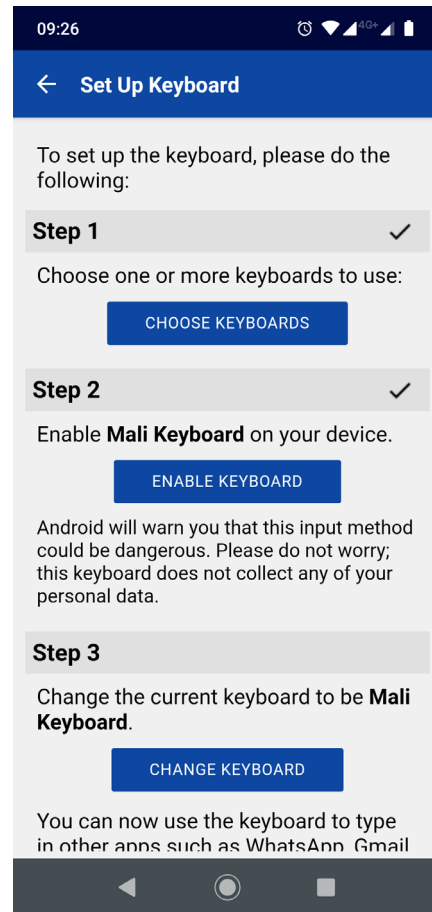 09:26
4G+
Set Up Keyboard
To set up the keyboard, please do the
following:
Step 1
Choose one or more keyboards to use:
CHOOSE KEYBOARDS
Step 2
Enable Mali Keyboard on your device.
ENABLE KEYBOARD
Android will warn you that this input method
could be dangerous. Please do not worry;
this keyboard does not collect any of your
personal data.
Step 3
Change the current keyboard to be Mali
Keyboard.
CHANGE KEYBOARD
You can now use the keyboard to type
in other apps such as WhatsApp, Gmail